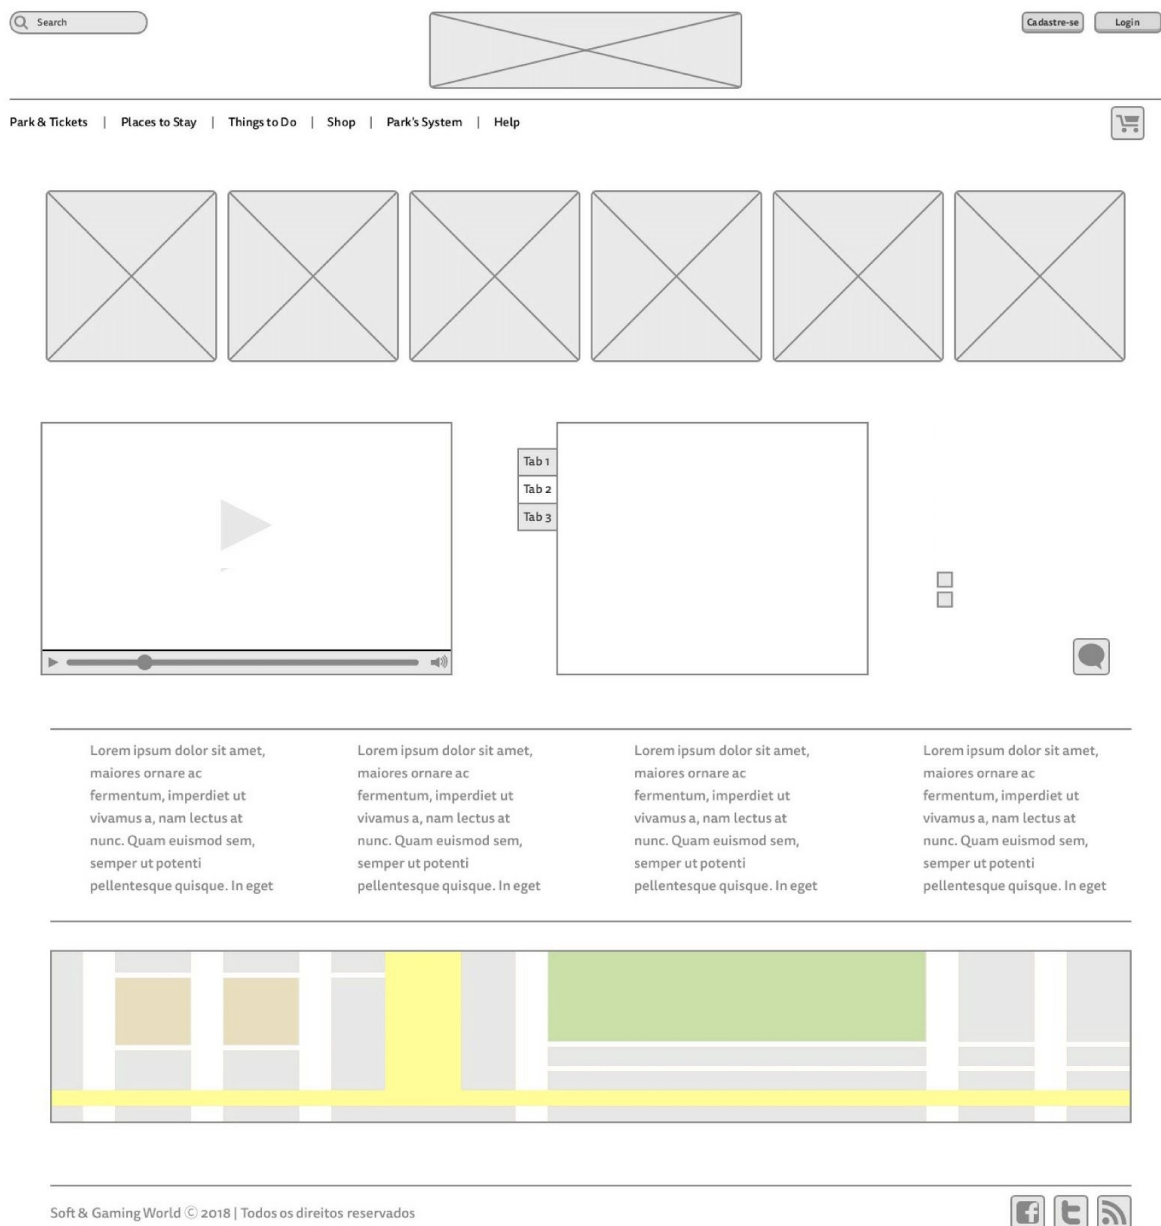 Search
Cadastre-se
Login
Park & Tickets | Places to Stay | Things to Do | Shop | Park's System | Help
Tab 1
Tab 2
Tab 3
Lorem ipsum dolor sit amet,
maiores ornare ac
fermentum, imperdiet ut
vivamus a, nam lectus at
nunc. Quam euismod sem,
semper ut potenti
pellentesque quisque. In eget
Lorem ipsum dolor sit amet,
maiores ornare ac
fermentum, imperdiet ut
vivamus a, nam lectus at
nunc. Quam euismod sem,
semper ut potenti
pellentesque quisque. In eget
Lorem ipsum dolor sit amet,
maiores ornare ac
fermentum, imperdiet ut
vivamus a, nam lectus at
nunc. Quam euismod sem,
semper ut potenti
pellentesque quisque. In eget
Lorem ipsum dolor sit amet,
maiores ornare ac
fermentum, imperdiet ut
vivamus a, nam lectus at
nunc. Quam euismod sem,
semper ut potenti
pellentesque quisque. In eget
Soft & Gaming World © 2018 | Todos os direitos reservados